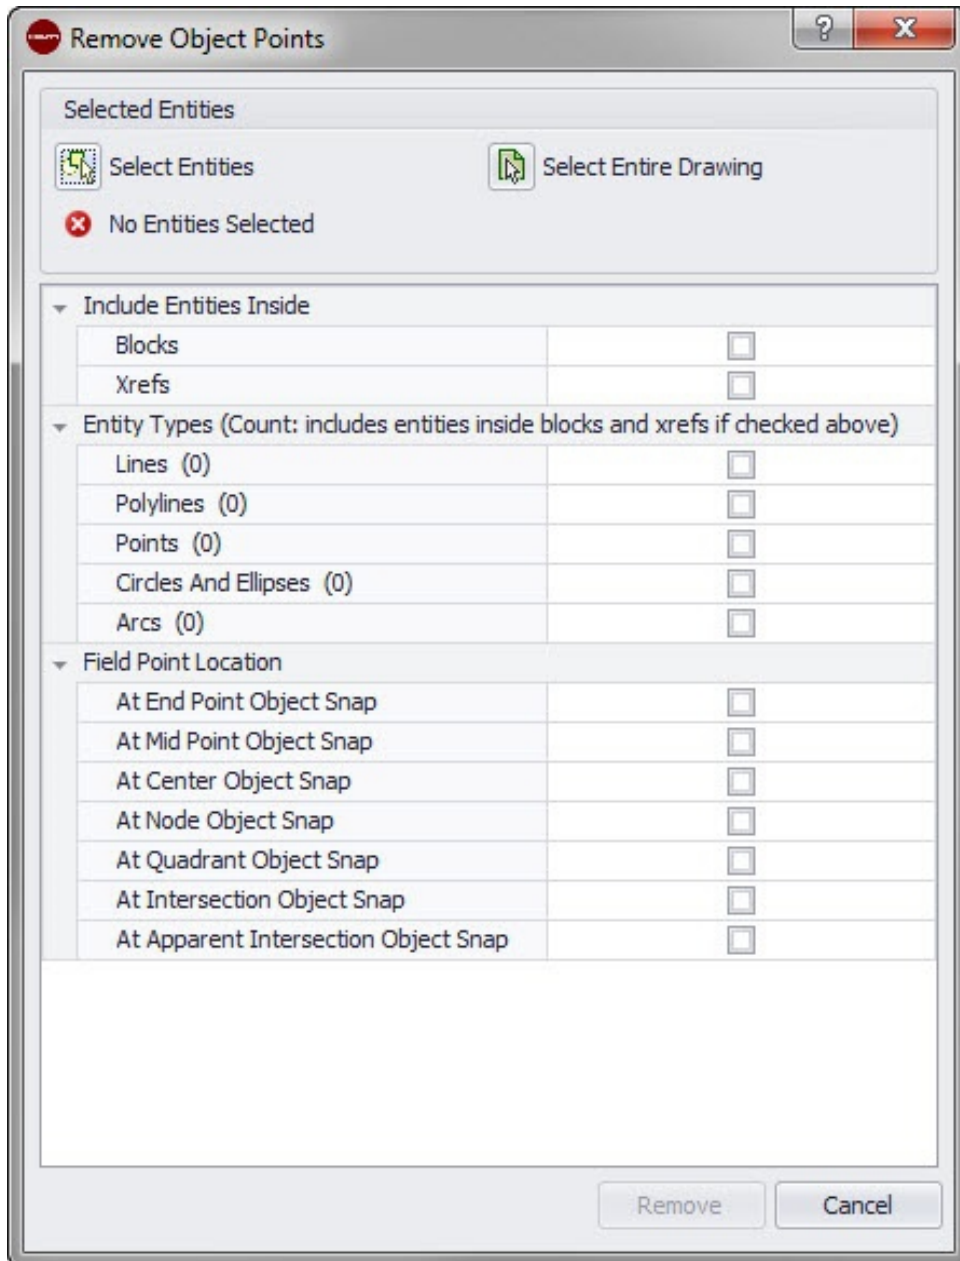 Remove Object Points
Selected Entities
Select Entities
Select Entire Drawing
No Entities Selected
Include Entities Inside
Blocks
Xrefs
Entity Types (Count: includes entities inside blocks and xrefs if checked above)
Lines (0)
Polylines (0)
Points (0)
Circles And Ellipses (0)
Arcs (0)
Field Point Location
At End Point Object Snap
At Mid Point Object Snap
At Center Object Snap
At Node Object Snap
At Quadrant Object Snap
At Intersection Object Snap
At Apparent Intersection Object Snap
Remove
Cancel